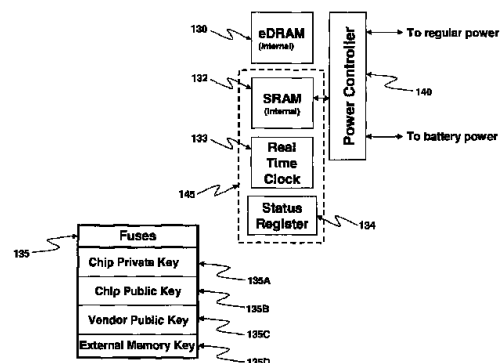 130
eDRAM
(internal)
Power Controller
To regular power
140
To battery power
132
SRAM
(internal)
133
Real
Time
Clock
145
Status
Register
134
135
Fuses
Chip Private Key
135A
Chip Public Key
135B
Vendor Public Key
135C
External Memory Key
135D